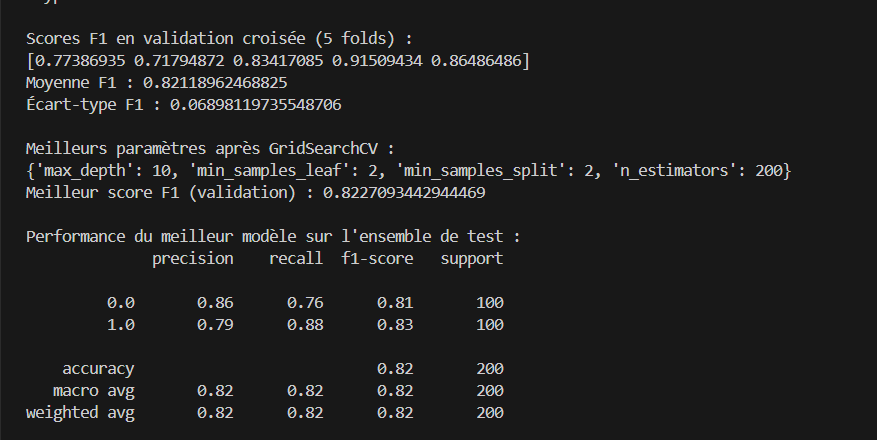 Scores F1 en validation croisée (5 folds) :
[0.77386935 0.71794872 0.83417085 0.91509434 0.86486486]
Moyenne F1 : 0.82118962468825
Écart-type F1 : 0.06898119735548706
Meilleurs paramètres après GridSearchCV :
{'max_depth': 10, 'min_samples_leaf': 2, 'min_samples_split': 2, 'n_estimators': 200}
Meilleur score F1 (validation) : 0.8227093442944469
Performance du meilleur modèle sur l'ensemble de test :
precision recall f1-score support
0.0 0.86 0.76 0.81 100
1.0 0.79 0.88 0.83 100
accuracy 0.82 200
macro avg 0.82 0.82 0.82 200
weighted avg 0.82 0.82 0.82 200